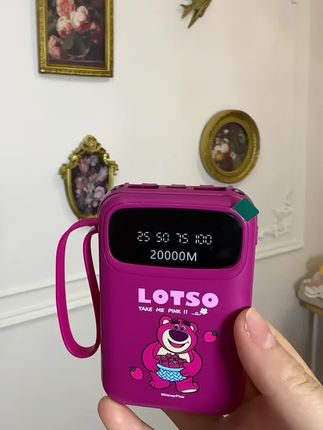 25 50 75 100
20000M
LOTSO
TAKE ME PINK !!
©Disney/Pixar